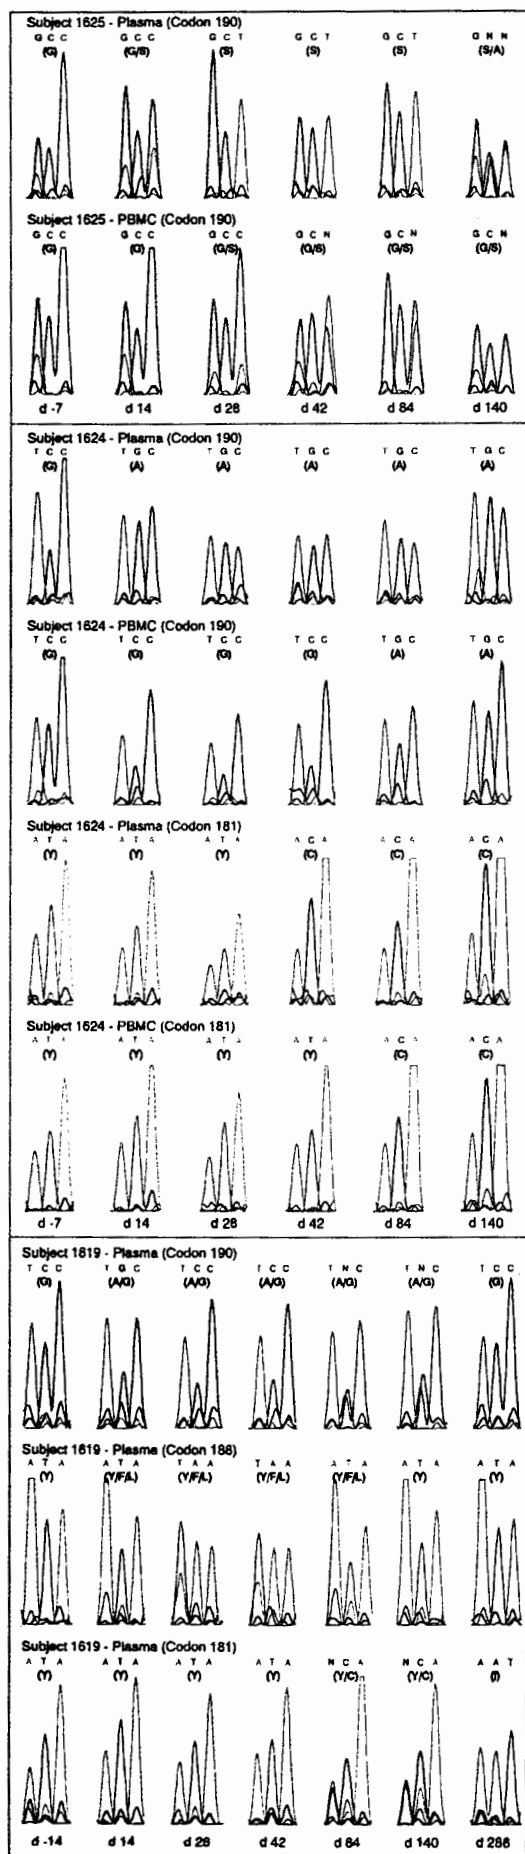 Subject 1625 - Plasma (Codon 190)
G C C G C C G C T G C T G C T G N N
(G) (G/S) (S) (S) (S) (S/A)
Subject 1625 - PBMC (Codon 190)
G C C G C C G C C G C N G C N G C N
(G) (G) (G/S) (G/S) (G/S) (G/S)
d -7 d 14 d 28 d 42 d 84 d 140
Subject 1624 - Plasma (Codon 190)
T C C T G C T G C T G C T G C T G C
(G) (A) (A) (A) (A) (A)
Subject 1624 - PBMC (Codon 190)
T C C T C C T C C T C C T G C T G C
(G) (G) (G) (G) (A) (A)
Subject 1624 - Plasma (Codon 181)
A T A A T A A T A A C A A C A A C A
(Y) (Y) (Y) (C) (C) (C)
Subject 1624 - PBMC (Codon 181)
A T A A T A A T A A T A A C A A C A
(Y) (Y) (Y) (Y) (C) (C)
d -7 d 14 d 28 d 42 d 84 d 140
Subject 1619 - Plasma (Codon 190)
T C C T G C T C C T C C T N C T N C T C C
(G) (A/G) (A/G) (A/G) (A/G) (A/G) (G)
Subject 1619 - Plasma (Codon 188)
A T A A T A T A A T A A A T A A T A A T A
(Y) (Y/F/L) (Y/F/L) (Y/F/L) (Y/F/L) (Y) (Y)
Subject 1619 - Plasma (Codon 181)
A T A A T A A T A A T A N C A N C A A A T
(Y) (Y) (Y) (Y) (Y/C) (Y/C) (I)
d -14 d 14 d 28 d 42 d 84 d 140 d 286